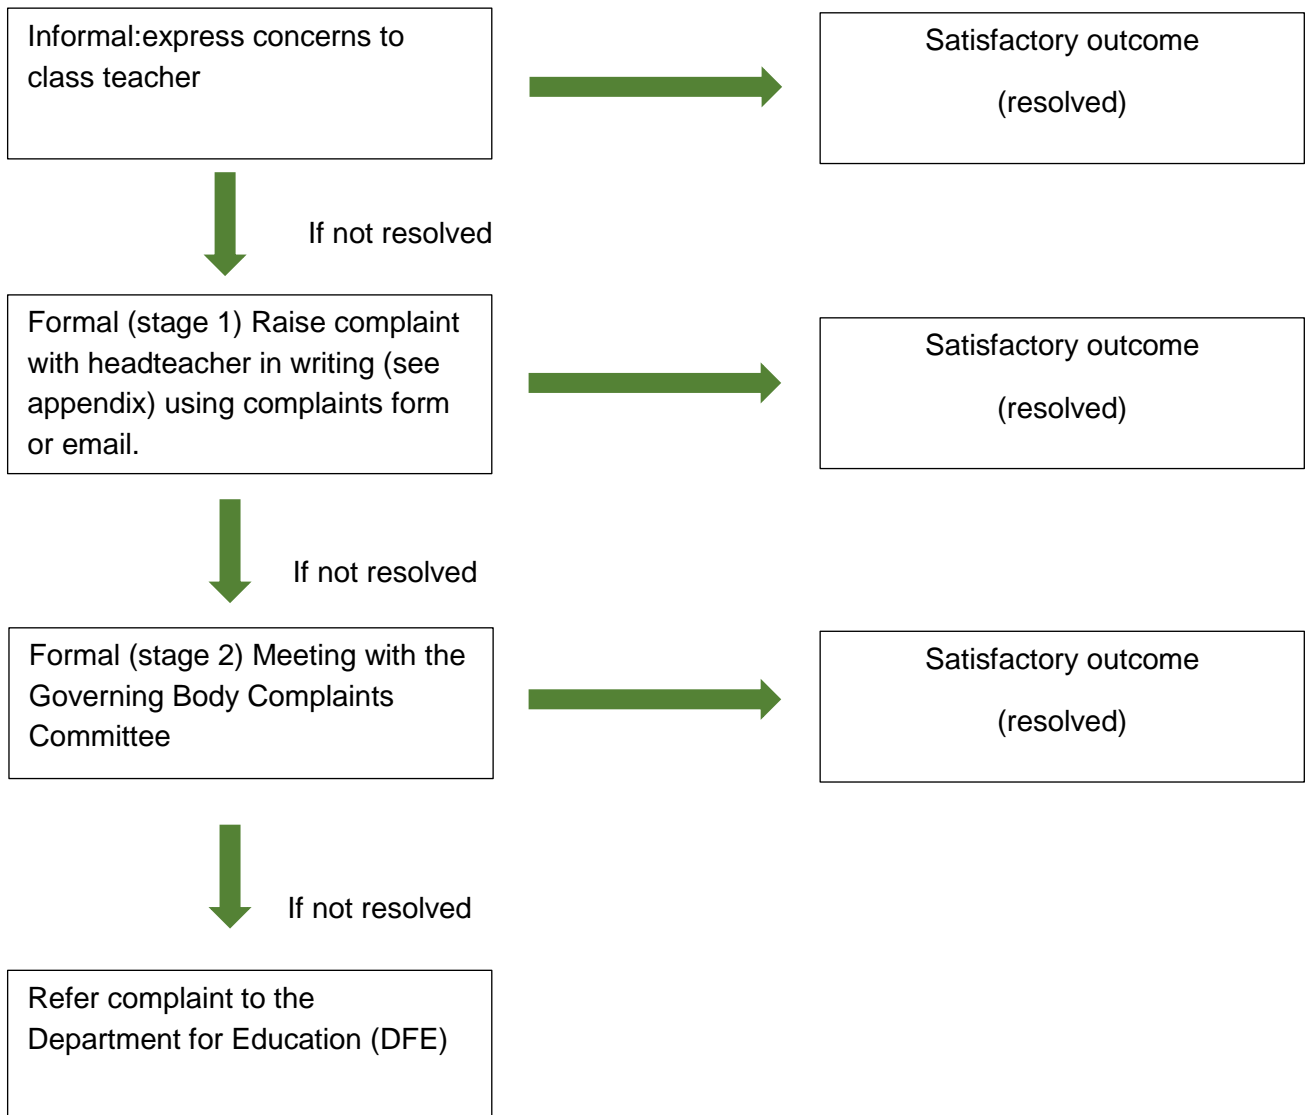 Informal:express concerns to
class teacher
Satisfactory outcome
(resolved)
If not resolved
Formal (stage 1) Raise complaint
with headteacher in writing (see
appendix) using complaints form
or email.
Satisfactory outcome
(resolved)
If not resolved
Formal (stage 2) Meeting with the
Governing Body Complaints
Committee
Satisfactory outcome
(resolved)
If not resolved
Refer complaint to the
Department for Education (DFE)